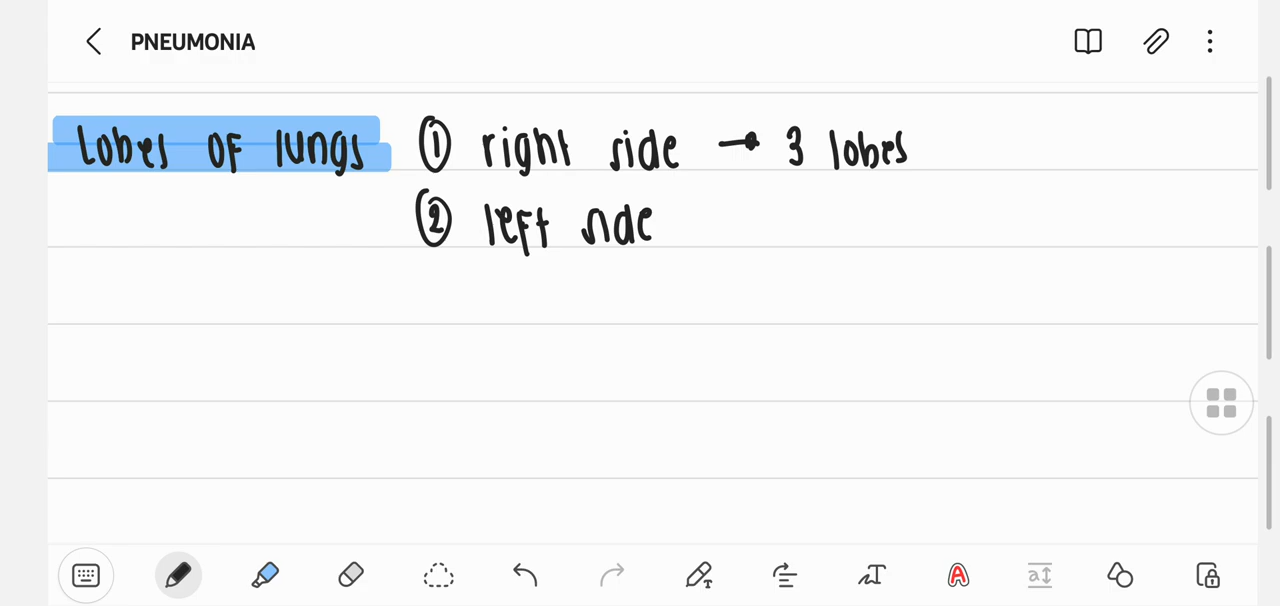 PNEUMONIA
Lobes OF lungs ① right side → 3 lobes
② left side